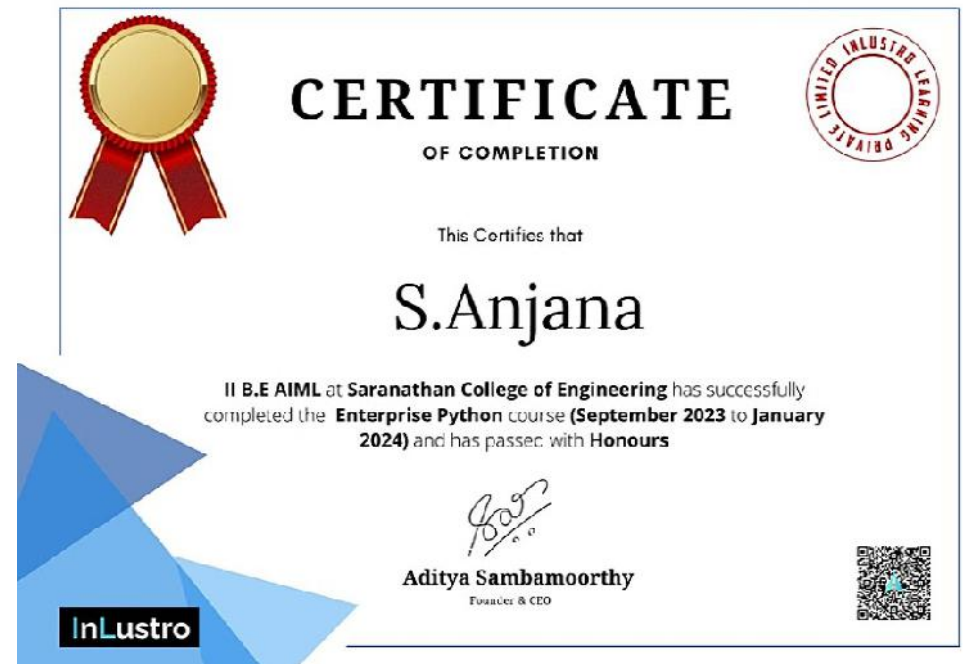 INLUSTRO LEARNING PRIVATE LIMITED
CERTIFICATE
OF COMPLETION
This Certifies that
S.Anjana
II B.E AIML at Saranathan College of Engineering has successfully
completed the Enterprise Python course (September 2023 to January
2024) and has passed with Honours
Aditya Sambamoorthy
Founder & CEO
InLustro